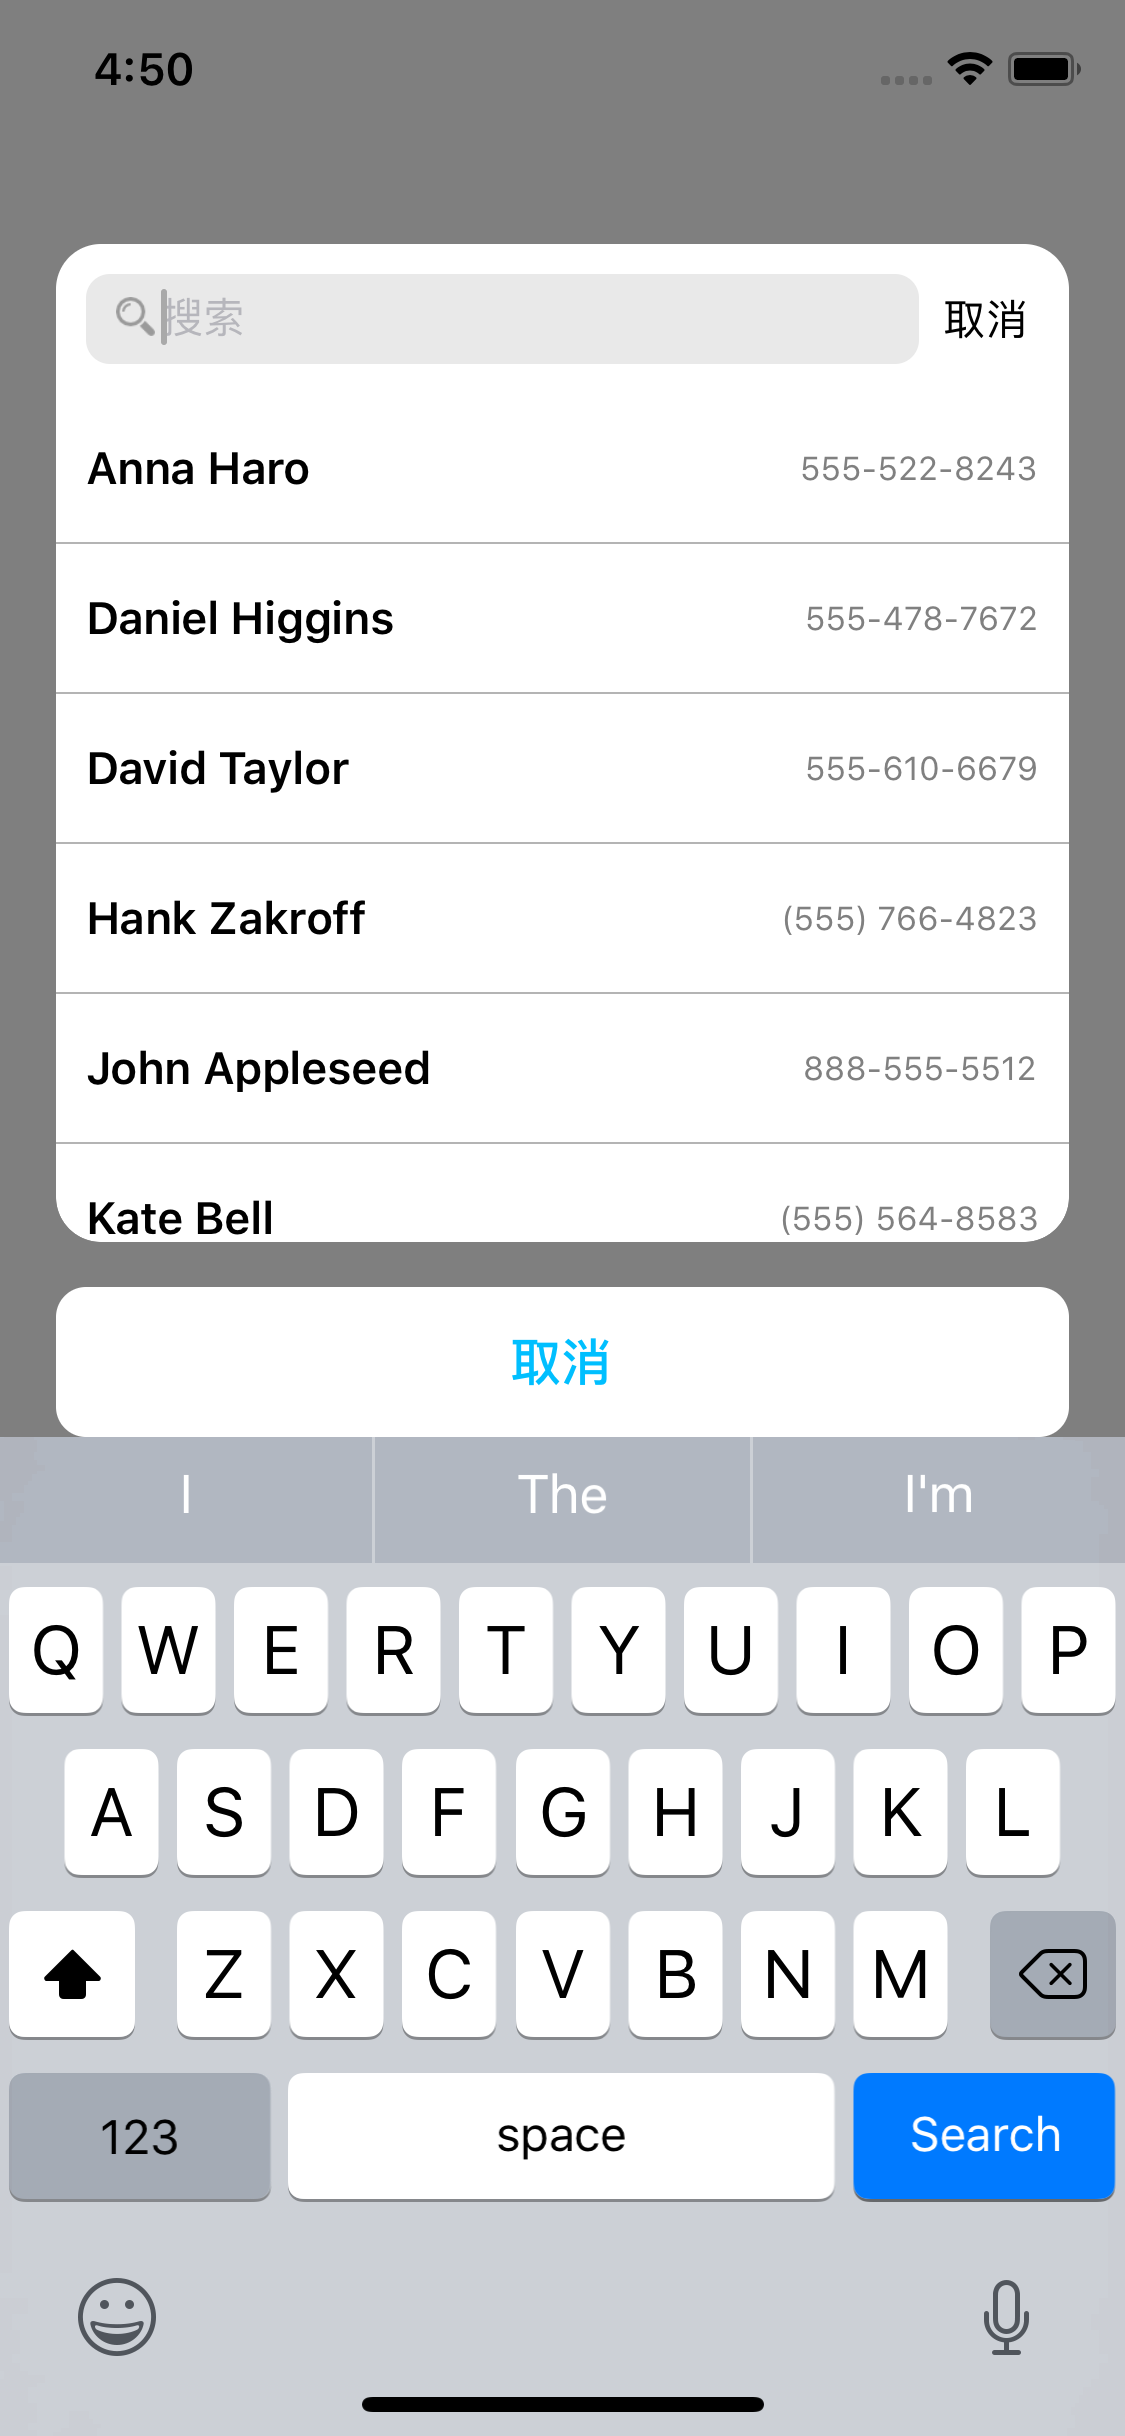 4:50
搜索 取消
Anna Haro 555-522-8243
Daniel Higgins 555-478-7672
David Taylor 555-610-6679
Hank Zakroff (555) 766-4823
John Appleseed 888-555-5512
Kate Bell (555) 564-8583
取消
I The I'm
Q W E R T Y U I O P
A S D F G H J K L
Z X C V B N M
123 space Search